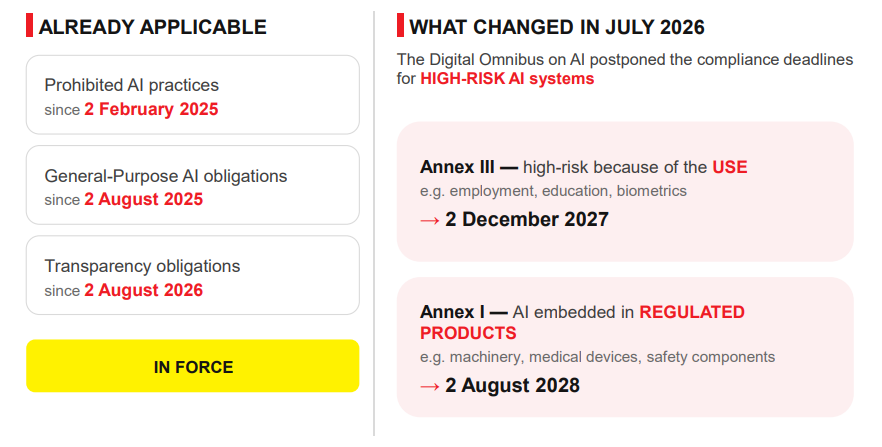 ALREADY APPLICABLE
Prohibited AI practices
since 2 February 2025
General-Purpose AI obligations
since 2 August 2025
Transparency obligations
since 2 August 2026
IN FORCE
WHAT CHANGED IN JULY 2026
The Digital Omnibus on AI postponed the compliance deadlines
for HIGH-RISK AI systems
Annex III — high-risk because of the USE
e.g. employment, education, biometrics
→ 2 December 2027
Annex I — AI embedded in REGULATED
PRODUCTS
e.g. machinery, medical devices, safety components
→ 2 August 2028